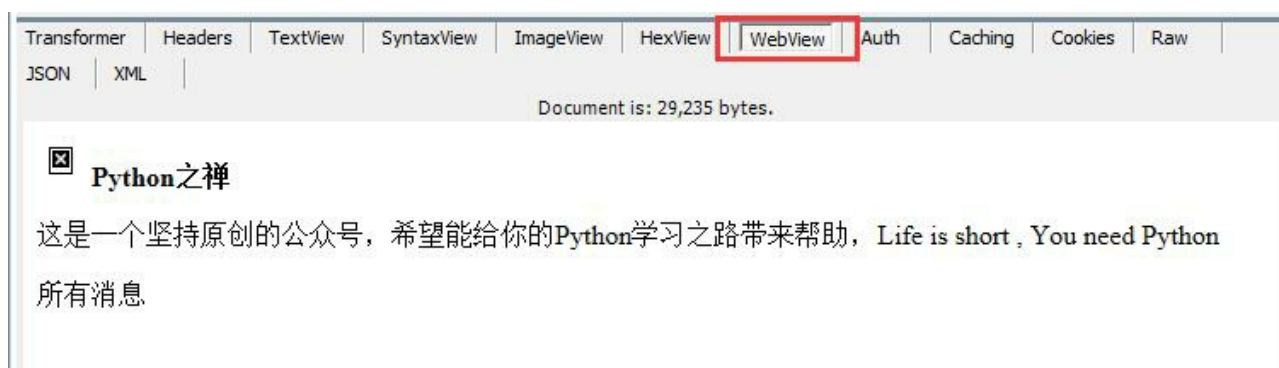 Transformer Headers TextView SyntaxView ImageView HexView WebView Auth Caching Cookies Raw
JSON XML
Document is: 29,235 bytes.
Python之禅
这是一个坚持原创的公众号，希望能给你的Python学习之路带来帮助，Life is short , You need Python
所有消息